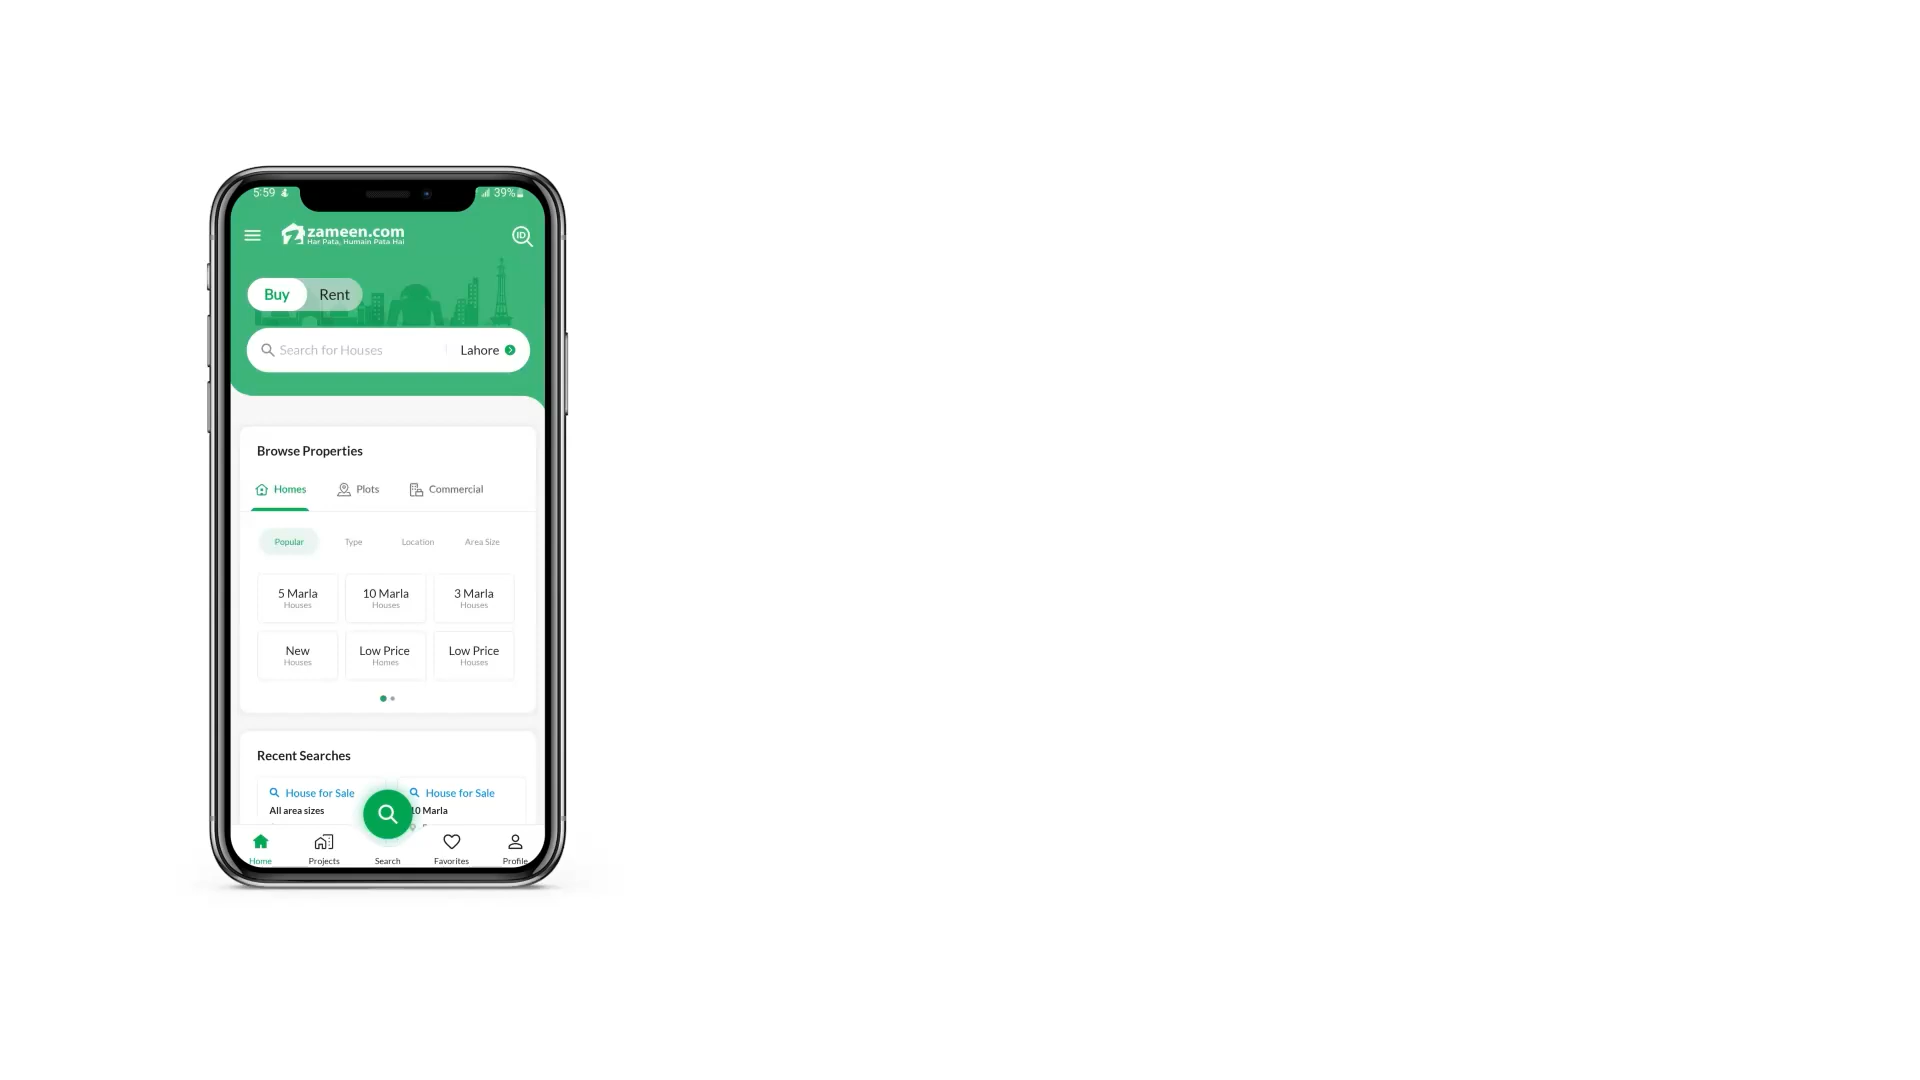 5:59 39%
zameen.com
Har Pata, Humain Pata Hai
ID
Buy Rent
Search for Houses Lahore
Browse Properties
Homes Plots Commercial
Popular Type Location Area Size
5 Marla 10 Marla 3 Marla
Houses Houses Houses
New Low Price Low Price
Houses Homes Houses
Recent Searches
House for Sale House for Sale
All area sizes 10 Marla
Home Projects Search Favorites Profile